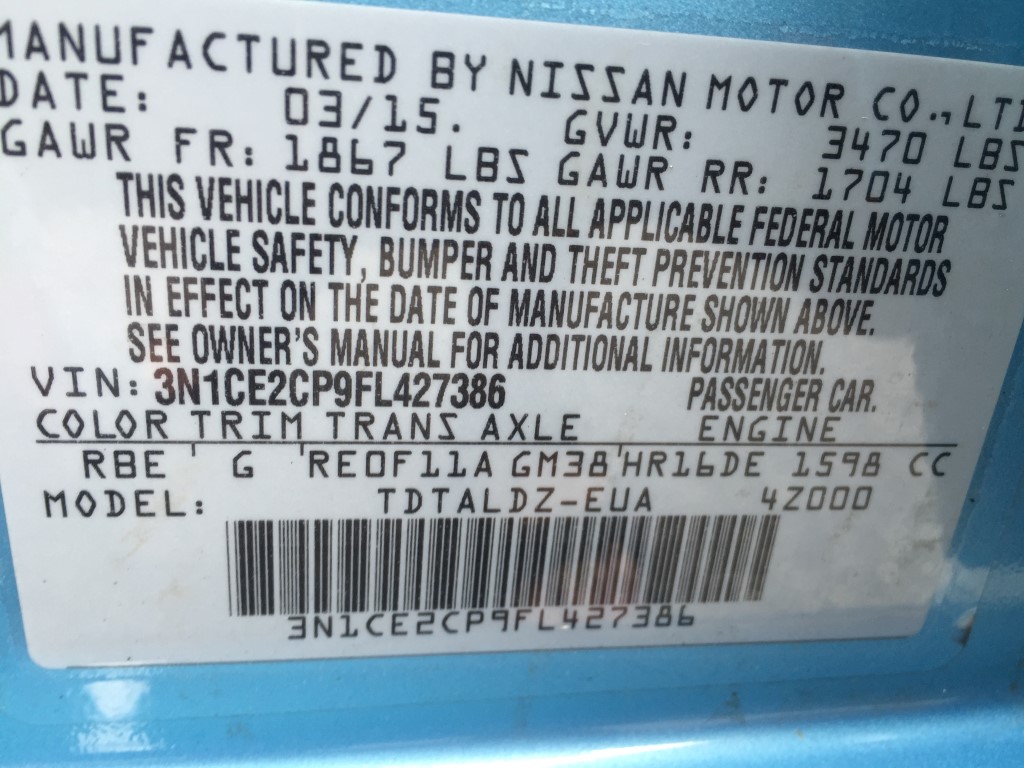 MANUFACTURED BY NISSAN MOTOR CO., LTD
DATE: 03/15. GVWR: 3470 LBS
GAWR FR: 1867 LBS GAWR RR: 1704 LBS
THIS VEHICLE CONFORMS TO ALL APPLICABLE FEDERAL MOTOR
VEHICLE SAFETY, BUMPER AND THEFT PREVENTION STANDARDS
IN EFFECT ON THE DATE OF MANUFACTURE SHOWN ABOVE.
SEE OWNER'S MANUAL FOR ADDITIONAL INFORMATION.
VIN: 3N1CE2CP9FL427386 PASSENGER CAR.
COLOR TRIM TRANS AXLE ENGINE
RBE ' G 'RE0F11A GM38'HR16DE 1598 CC
MODEL: TDTALDZ-EUA 4Z000
3N1CE2CP9FL427386